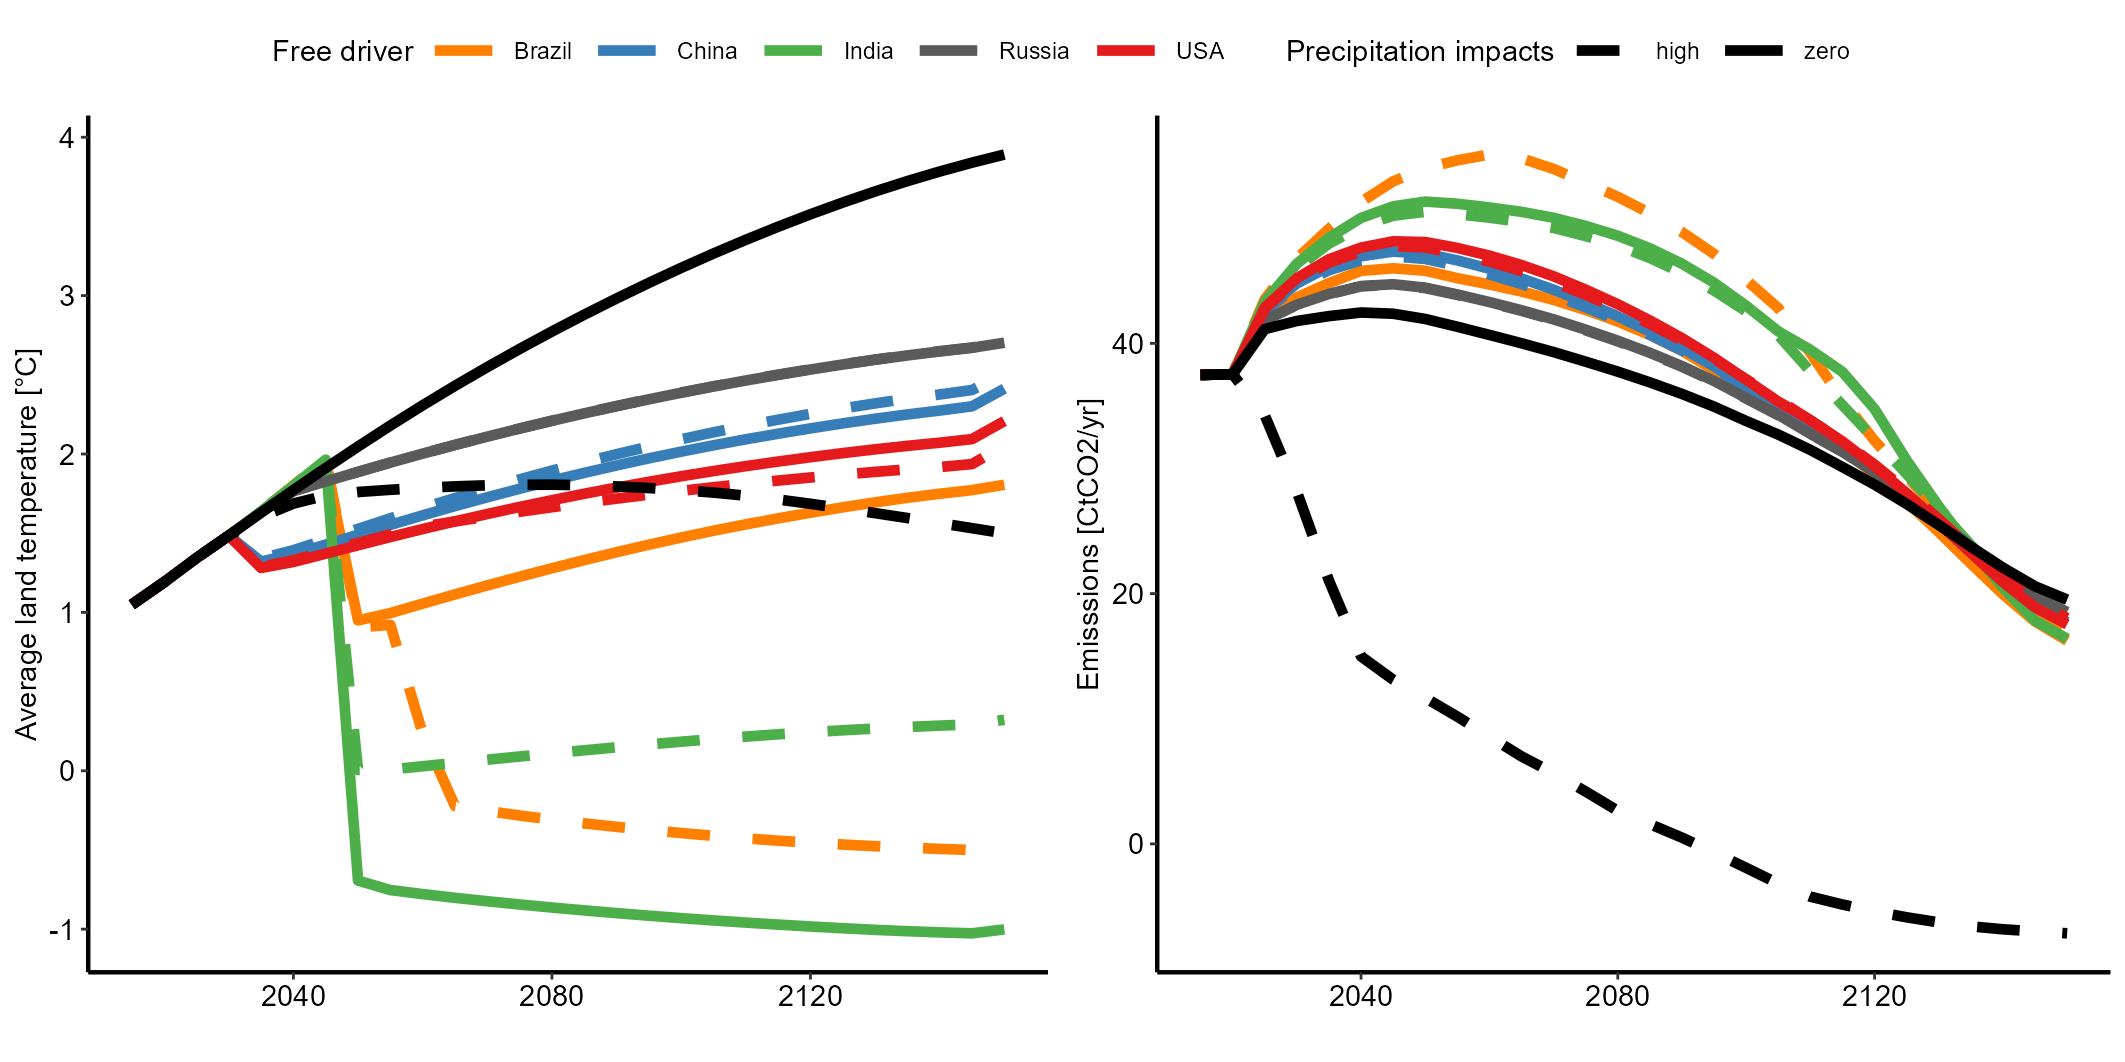 Free driver Brazil China India Russia USA Precipitation impacts high zero
Average land temperature [°C]
4
3
2
1
0
-1
2040 2080 2120
Emissions [CtCO2/yr]
40
20
0
2040 2080 2120